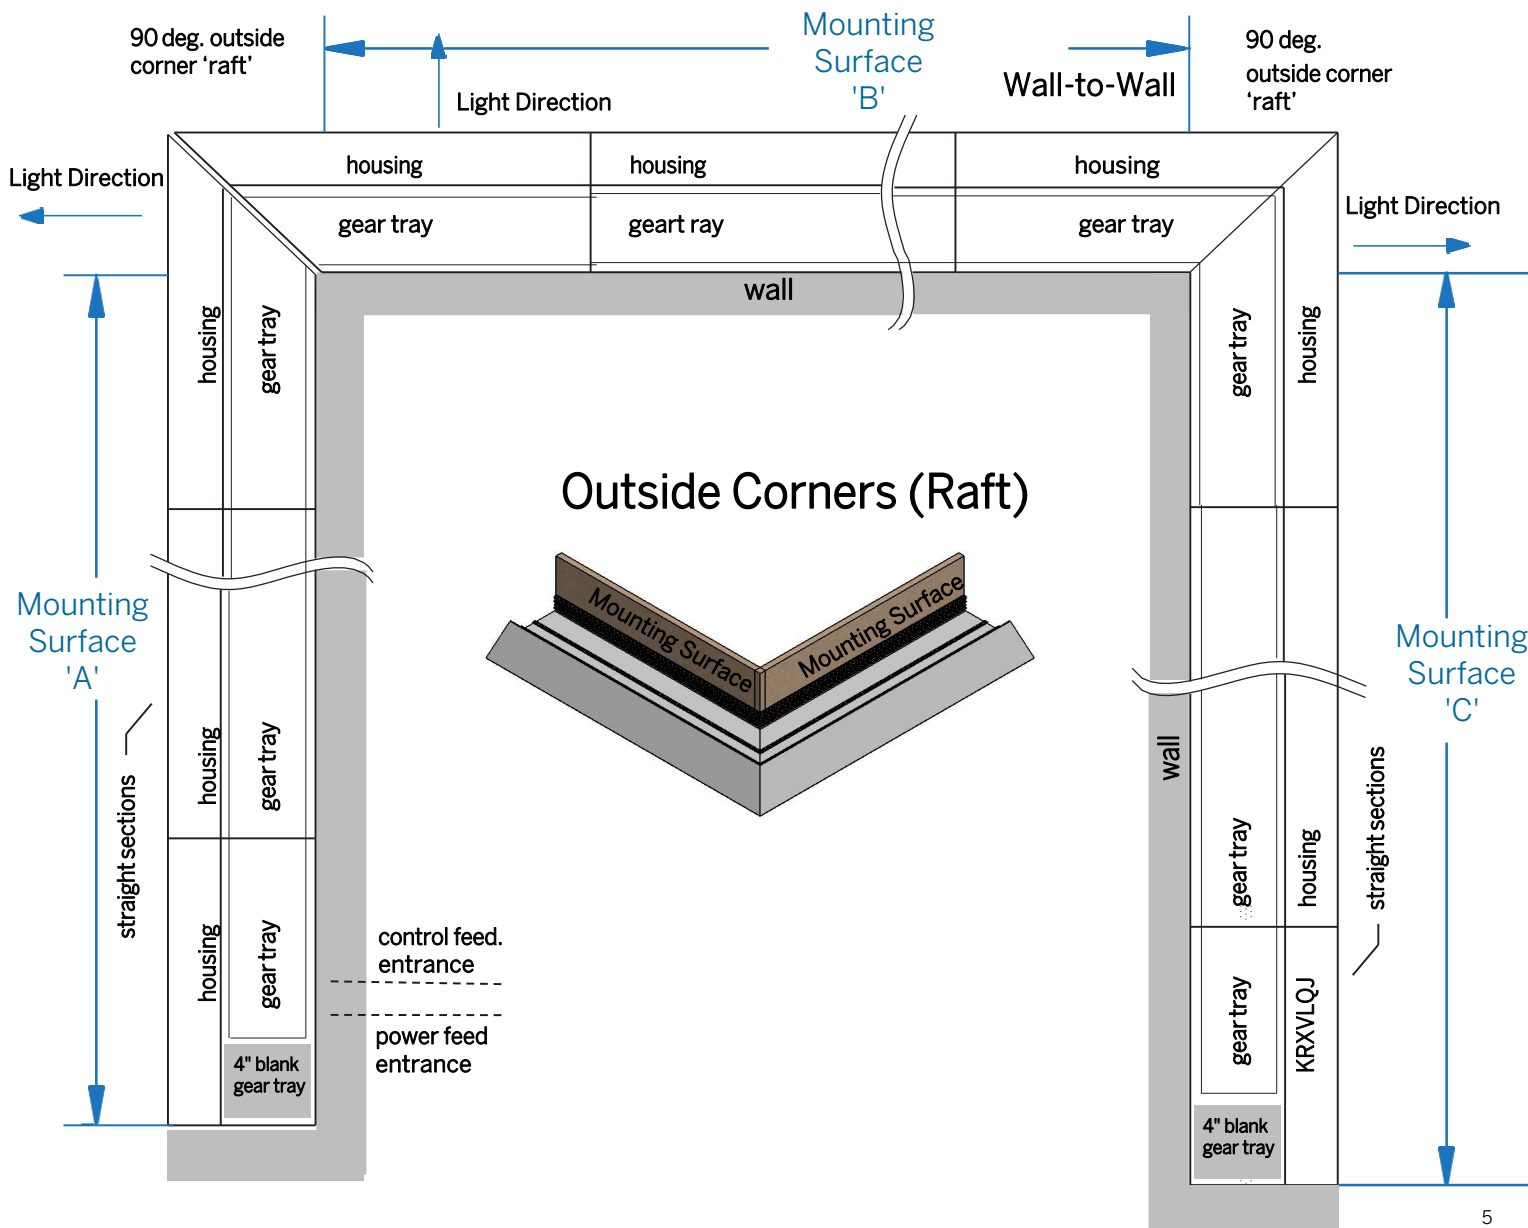 90 deg. outside
corner 'raft'
Mounting
Surface
'B'
Wall-to-Wall
90 deg.
outside corner
'raft'
Light Direction
Light Direction
Light Direction
housing
housing
housing
gear tray
geart ray
gear tray
wall
housing
gear tray
gear tray
housing
Outside Corners (Raft)
Mounting Surface
Mounting Surface
Mounting
Surface
'A'
Mounting
Surface
'C'
straight sections
housing
gear tray
wall
gear tray
housing
straight sections
housing
gear tray
control feed.
entrance
power feed
entrance
gear tray
KRXVLQJ
4" blank
gear tray
4" blank
gear tray
5